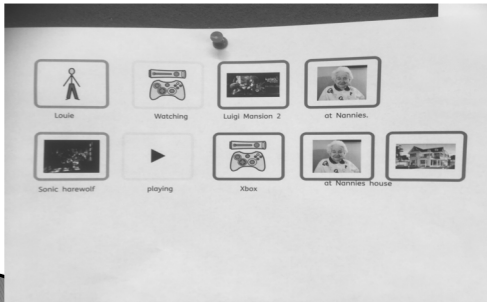 Louie Watching Luigi Mansion 2 at Nannies.
Sonic harewolf playing Xbox at Nannies house